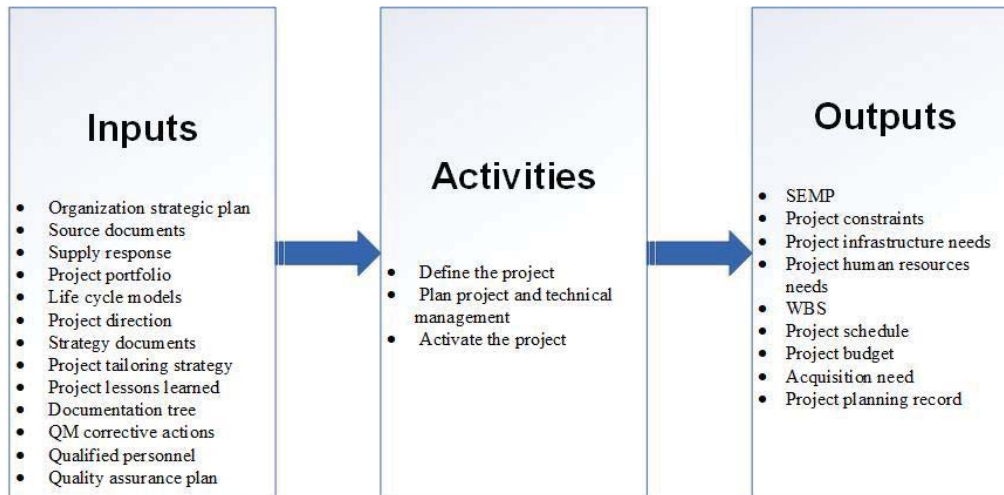 Inputs
• Organization strategic plan
• Source documents
• Supply response
• Project portfolio
• Life cycle models
• Project direction
• Strategy documents
• Project tailoring strategy
• Project lessons learned
• Documentation tree
• QM corrective actions
• Qualified personnel
• Quality assurance plan
Activities
• Define the project
• Plan project and technical
management
• Activate the project
Outputs
• SEMP
• Project constraints
• Project infrastructure needs
• Project human resources
needs
• WBS
• Project schedule
• Project budget
• Acquisition need
• Project planning record